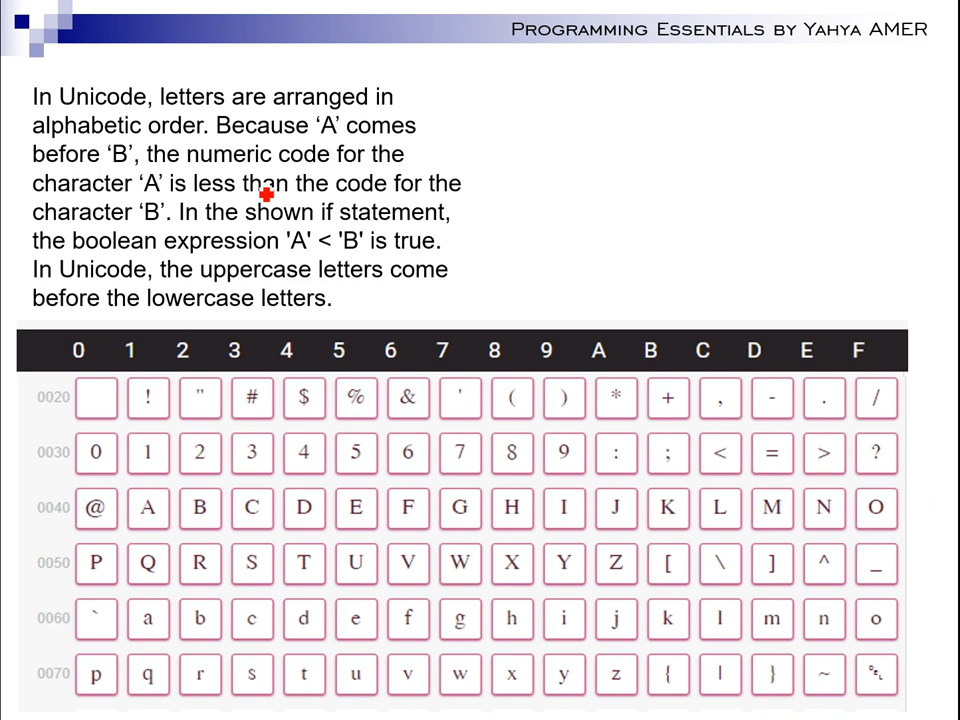 Programming Essentials by Yahya AMER
In Unicode, letters are arranged in
alphabetic order. Because ‘A’ comes
before ‘B’, the numeric code for the
character ‘A’ is less than the code for the
character ‘B’. In the shown if statement,
the boolean expression 'A' < 'B' is true.
In Unicode, the uppercase letters come
before the lowercase letters.
0 1 2 3 4 5 6 7 8 9 A B C D E F
0020 ! " # $ % & ' ( ) * + , - . /
0030 0 1 2 3 4 5 6 7 8 9 : ; < = > ?
0040 @ A B C D E F G H I J K L M N O
0050 P Q R S T U V W X Y Z [ \ ] ^ _
0060 ` a b c d e f g h i j k l m n o
0070 p q r s t u v w x y z { | } ~ DEL